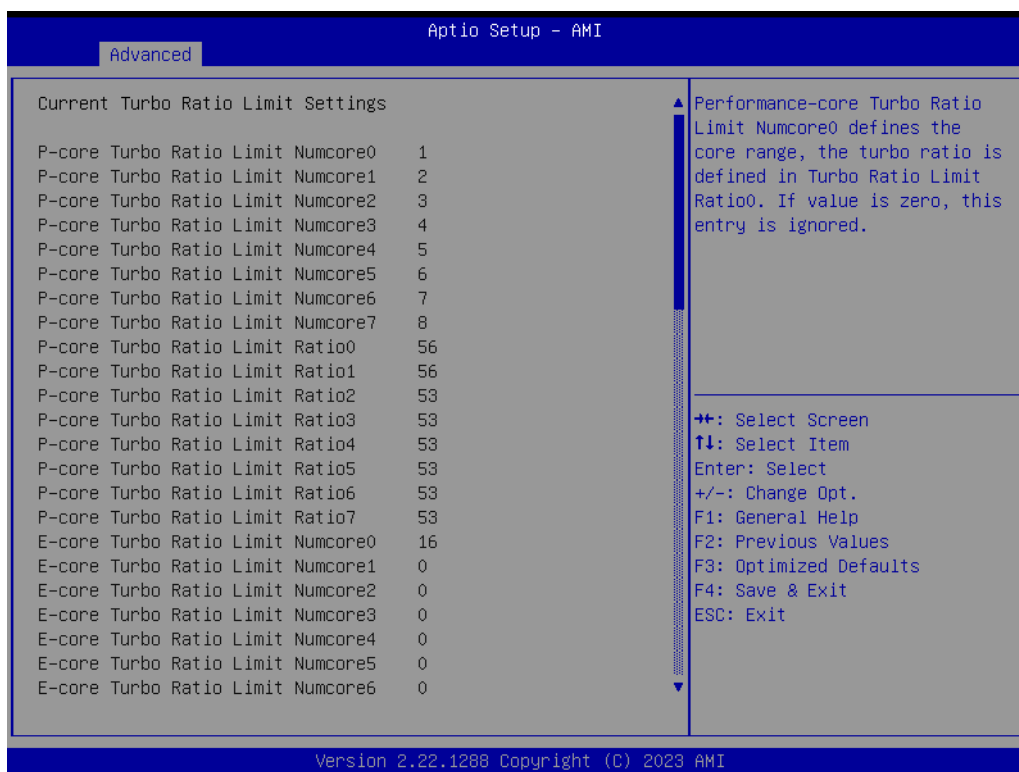 Aptio Setup – AMI
Advanced
Current Turbo Ratio Limit Settings
P-core Turbo Ratio Limit Numcore0 1
P-core Turbo Ratio Limit Numcore1 2
P-core Turbo Ratio Limit Numcore2 3
P-core Turbo Ratio Limit Numcore3 4
P-core Turbo Ratio Limit Numcore4 5
P-core Turbo Ratio Limit Numcore5 6
P-core Turbo Ratio Limit Numcore6 7
P-core Turbo Ratio Limit Numcore7 8
P-core Turbo Ratio Limit Ratio0 56
P-core Turbo Ratio Limit Ratio1 56
P-core Turbo Ratio Limit Ratio2 53
P-core Turbo Ratio Limit Ratio3 53
P-core Turbo Ratio Limit Ratio4 53
P-core Turbo Ratio Limit Ratio5 53
P-core Turbo Ratio Limit Ratio6 53
P-core Turbo Ratio Limit Ratio7 53
E-core Turbo Ratio Limit Numcore0 16
E-core Turbo Ratio Limit Numcore1 0
E-core Turbo Ratio Limit Numcore2 0
E-core Turbo Ratio Limit Numcore3 0
E-core Turbo Ratio Limit Numcore4 0
E-core Turbo Ratio Limit Numcore5 0
E-core Turbo Ratio Limit Numcore6 0
Performance-core Turbo Ratio
Limit Numcore0 defines the
core range, the turbo ratio is
defined in Turbo Ratio Limit
Ratio0. If value is zero, this
entry is ignored.
→←: Select Screen
↑↓: Select Item
Enter: Select
+/-: Change Opt.
F1: General Help
F2: Previous Values
F3: Optimized Defaults
F4: Save & Exit
ESC: Exit
Version 2.22.1288 Copyright (C) 2023 AMI